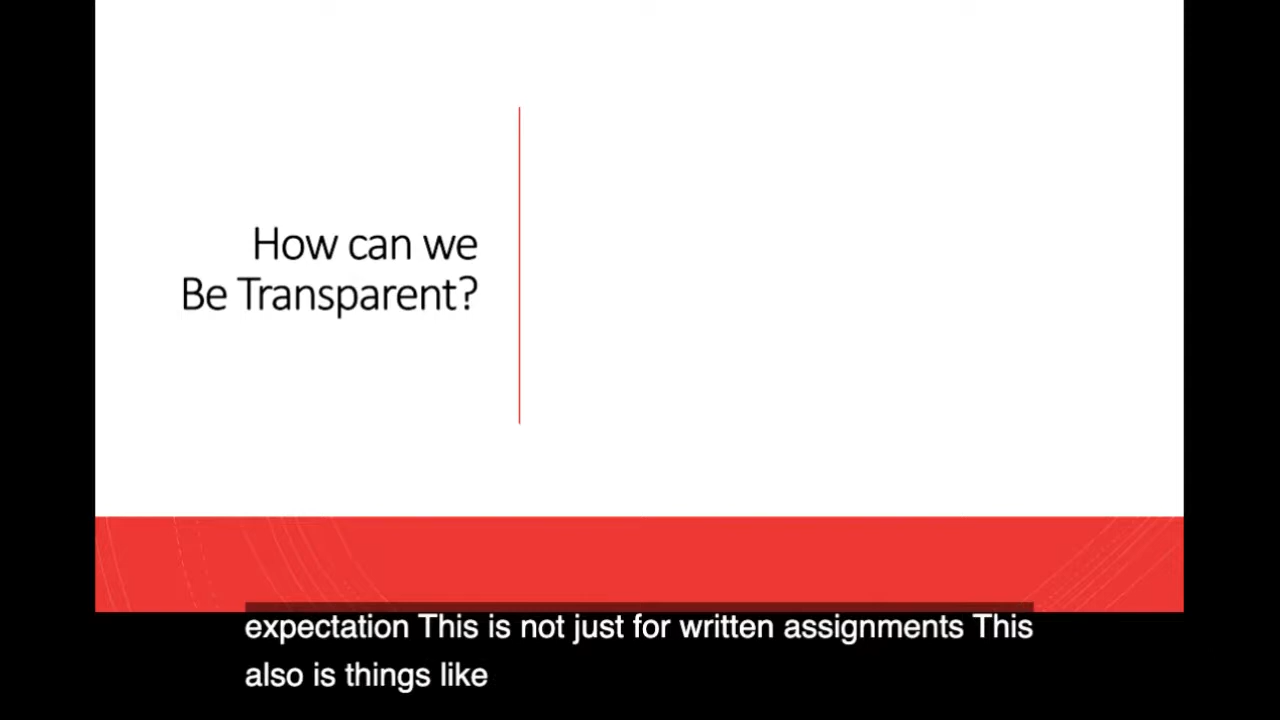 How can we
Be Transparent?
expectation This is not just for written assignments This
also is things like